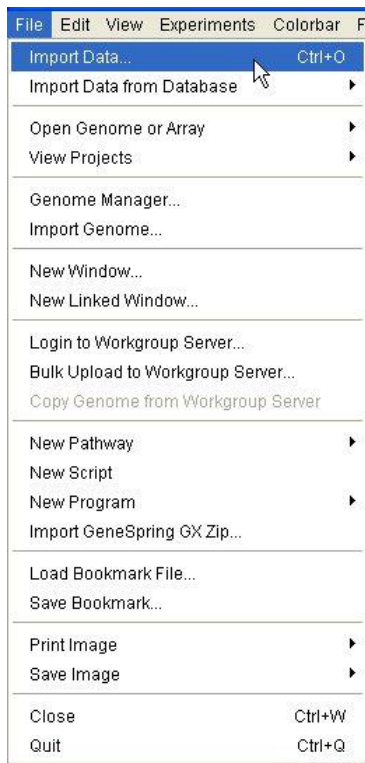 File Edit View Experiments Colorbar F
Import Data... Ctrl+O
Import Data from Database
Open Genome or Array
View Projects
Genome Manager...
Import Genome...
New Window...
New Linked Window...
Login to Workgroup Server...
Bulk Upload to Workgroup Server...
Copy Genome from Workgroup Server
New Pathway
New Script
New Program
Import GeneSpring GX Zip...
Load Bookmark File...
Save Bookmark...
Print Image
Save Image
Close Ctrl+W
Quit Ctrl+Q